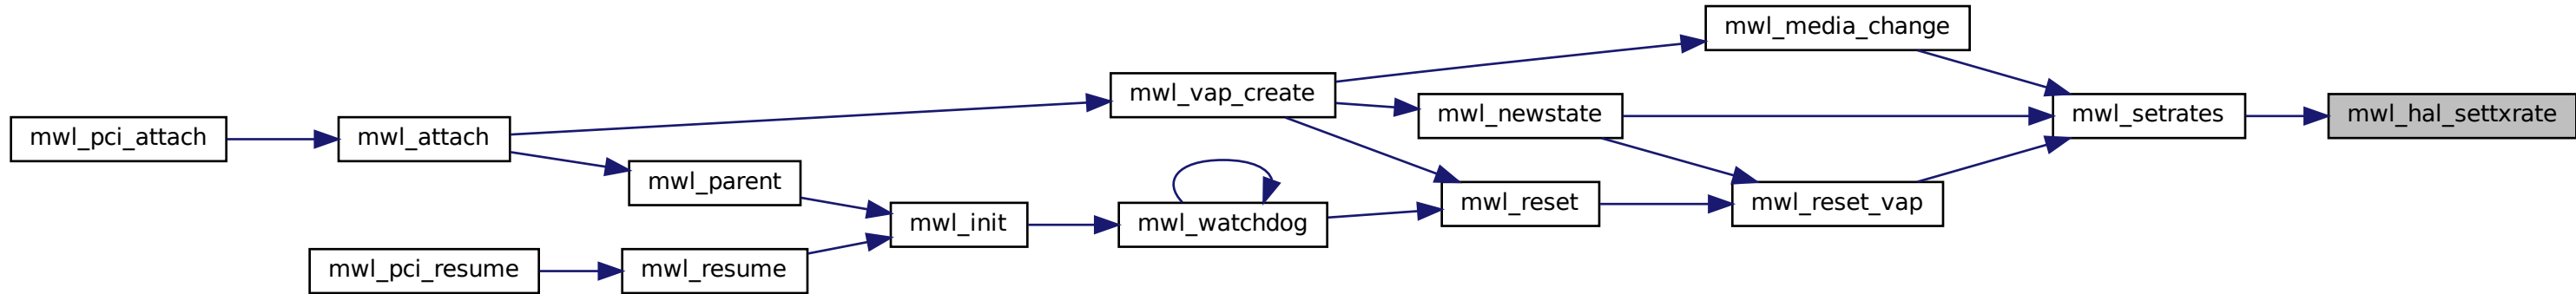 mwl_pci_attach
mwl_attach
mwl_parent
mwl_pci_resume
mwl_resume
mwl_init
mwl_vap_create
mwl_watchdog
mwl_media_change
mwl_newstate
mwl_reset
mwl_reset_vap
mwl_setrates
mwl_hal_settxrate